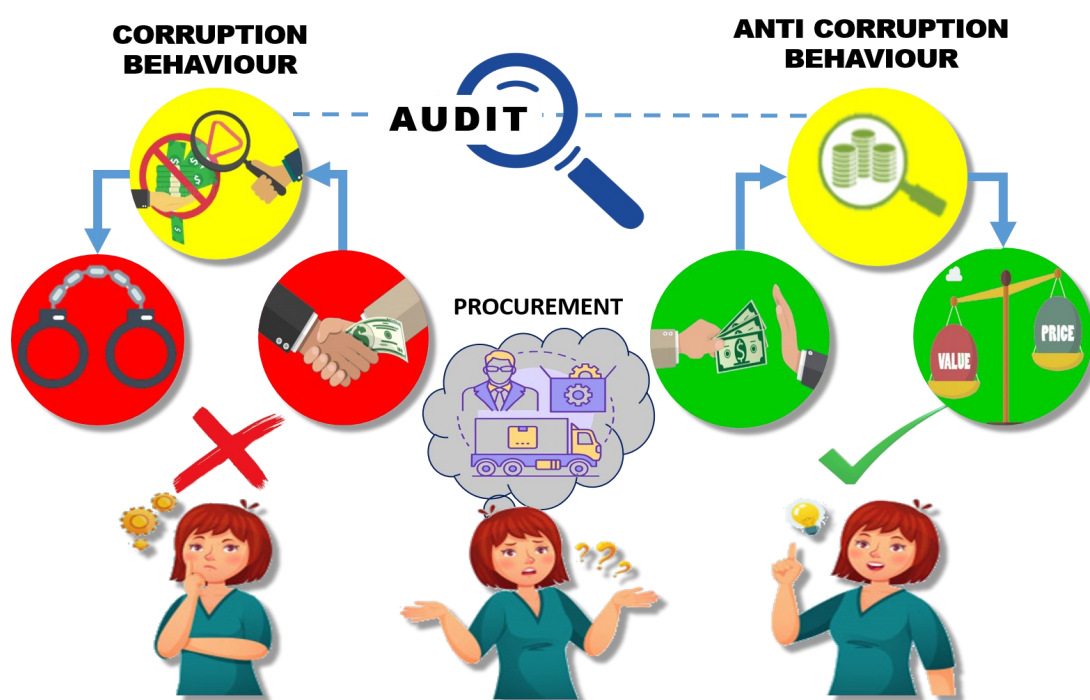 CORRUPTION
BEHAVIOUR
ANTI CORRUPTION
BEHAVIOUR
AUDIT
PROCUREMENT
VALUE
PRICE
$
$
$
$
$
$